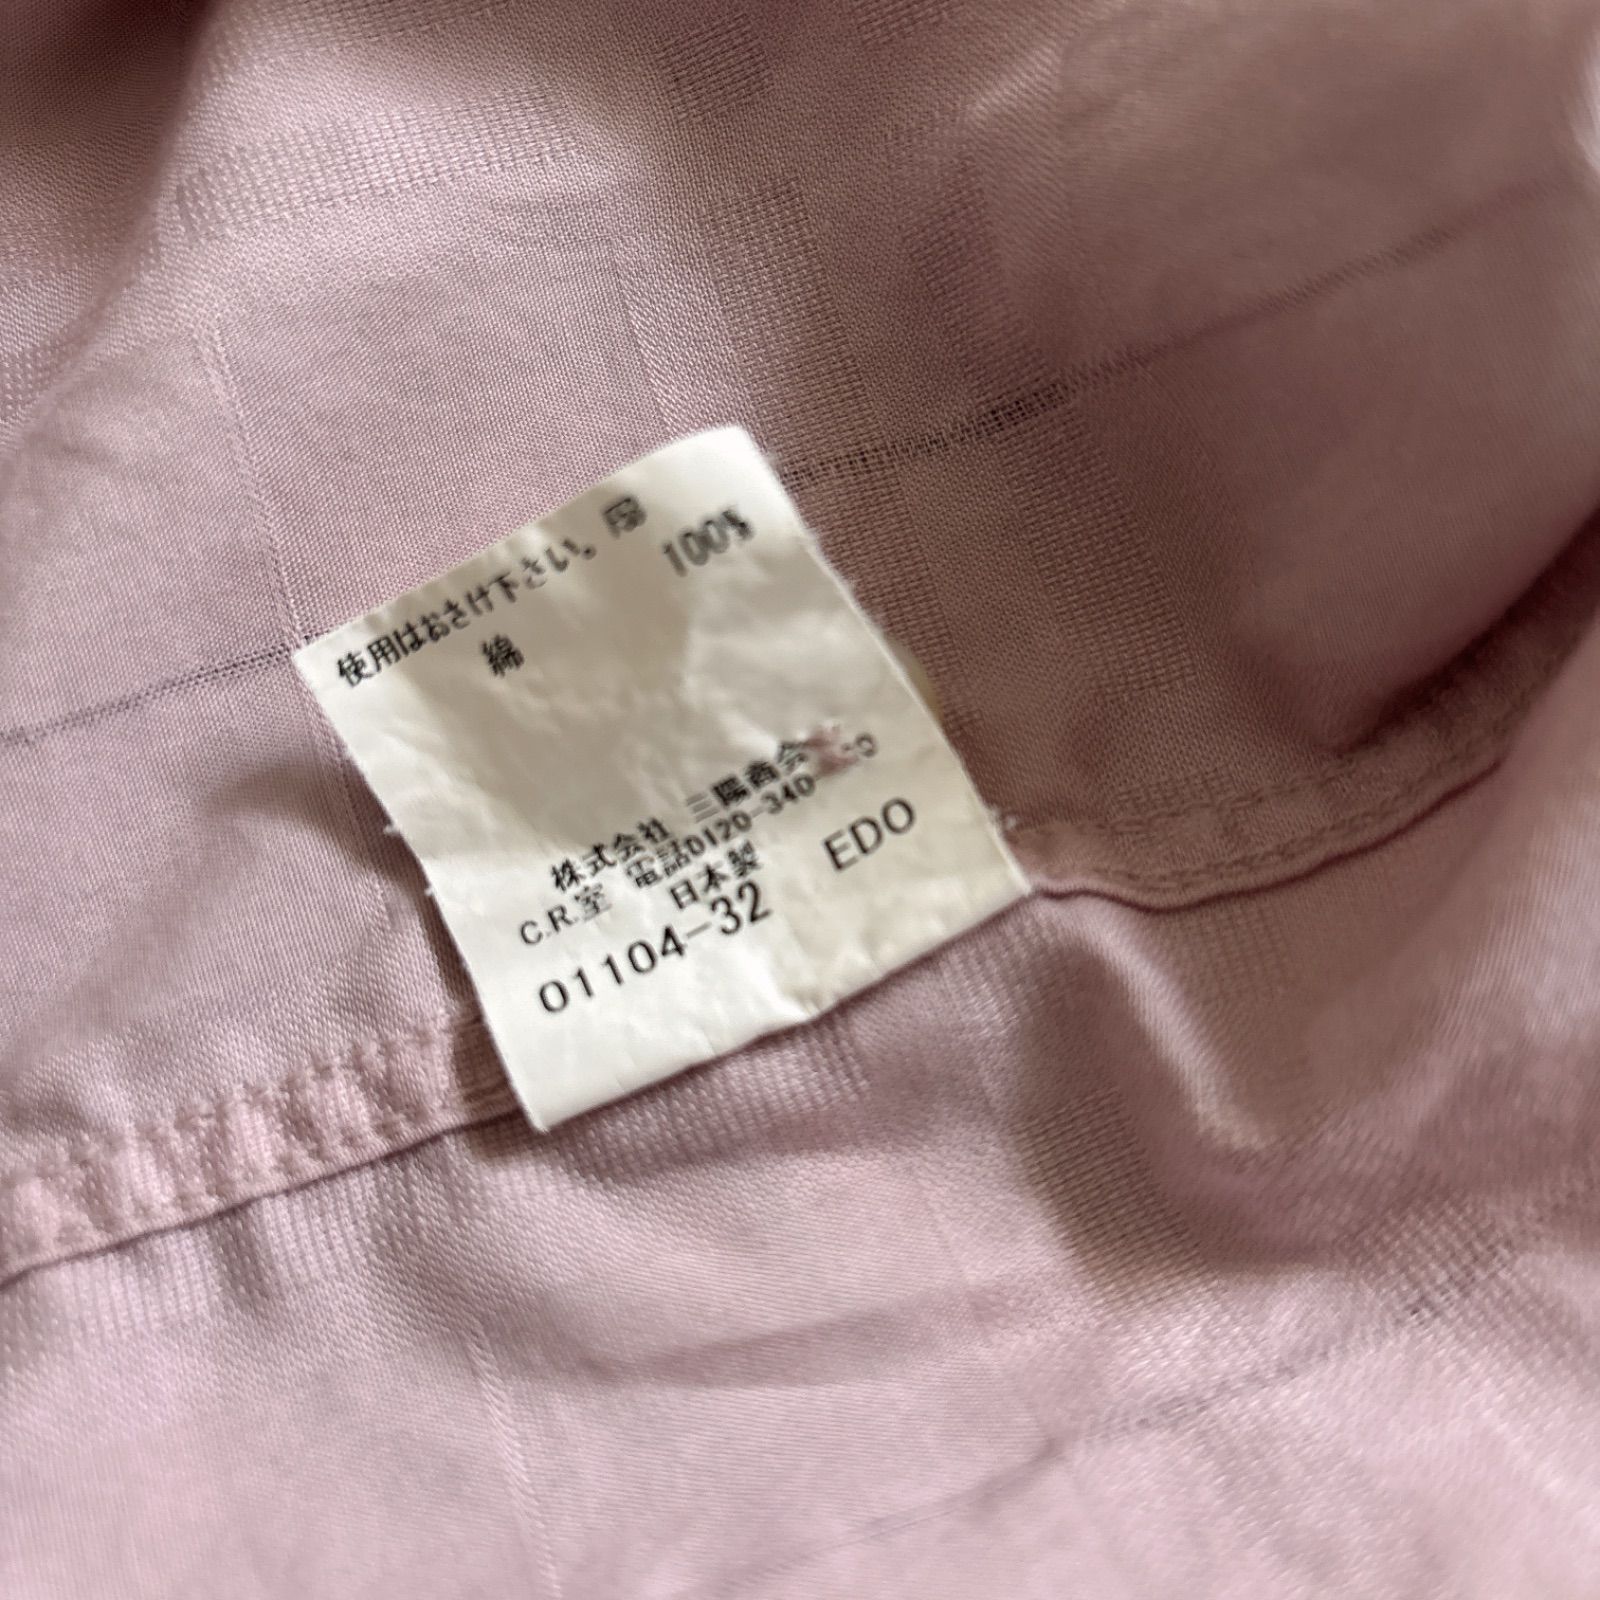 使用はおさけ下さい。
綿 100%
株式会社 三陽商会
C.R.室 電話0120-340
日本製 EDO
01104-32